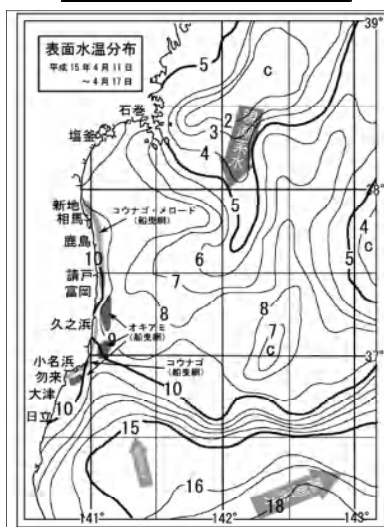 表面水温分布
平成15年4月11日
～4月17日
39°
5
c
石巻
2
塩釜
3
4
38°
新地
相馬
コウナゴ・メロード
(船曳網)
5
4
c
鹿島
6
10
5
請戸
7
富岡
8
8
7
久之浜
オキアミ
(船曳網)
9
c
小名浜
37°
勿来
コウナゴ
(船曳網)
大津
10
10
日立
15
16
18
141°
142°
143°